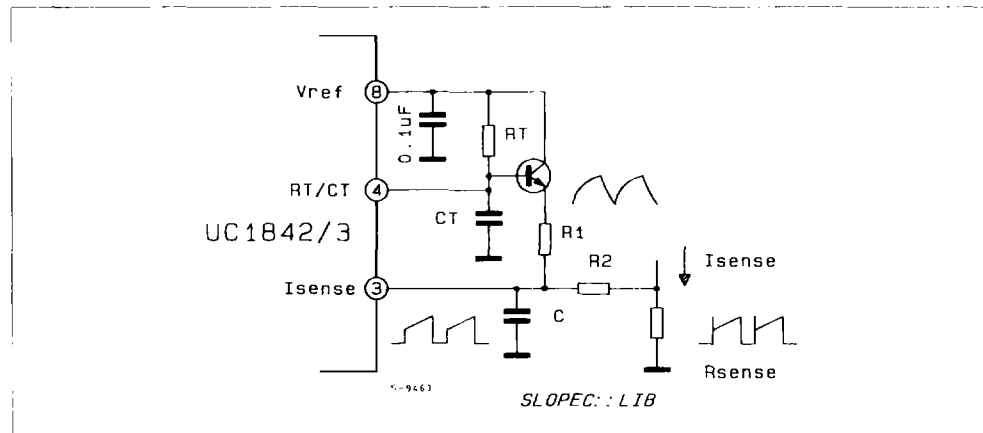 Vref
8
0.1uF
RT
RT/CT
4
CT
UC1842/3
R1
R2
Isense
Isense
3
C
Rsense
S-9463
SLOPEC::LIB